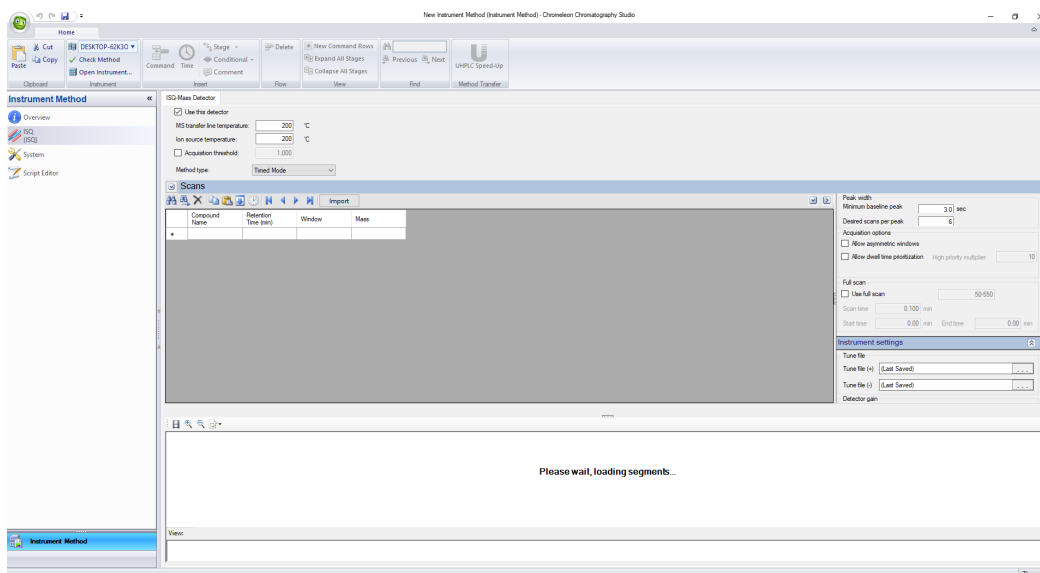 New Instrument Method (Instrument Method) - Chromeleon Chromatography Studio
Home
Paste
Cut
Copy
Clipboard
DESKTOP-62K3O
Check Method
Open Instrument...
Instrument
Command
Time
Stage
Conditional
Comment
Insert
Delete
Row
New Command Rows
Expand All Stages
Collapse All Stages
View
Previous
Next
Find
UHPLC Speed-Up
Method Transfer
Instrument Method «
Overview
ISQ
(ISQ)
System
Script Editor
Instrument Method
ISQ-Mass Detector
Use this detector
MS transfer line temperature: 200 °C
Ion source temperature: 200 °C
Acquisition threshold: 1,000
Method type: Timed Mode
Scans
Import
Compound Name
Retention Time (min)
Window
Mass
*
Peak width
Minimum baseline peak 3.0 sec
Desired scans per peak 6
Acquisition options
Allow asymmetric windows
Allow dwell time prioritization High priority multiplier 10
Full scan
Use full scan 50-550
Scan time 0.100 min
Start time 0.00 min End time 0.00 min
Instrument settings
Tune file
Tune file (+) (Last Saved) ...
Tune file (-) (Last Saved) ...
Detector gain
Please wait, loading segments...
View: